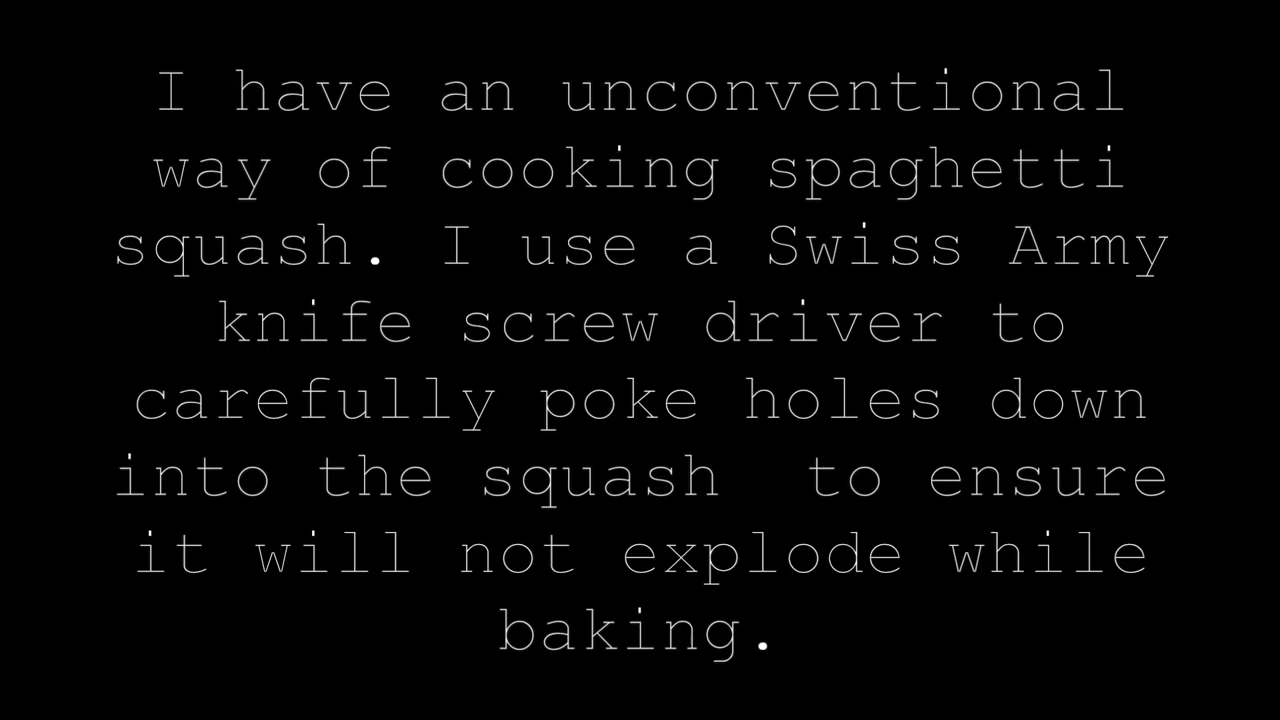 I have an unconventional
way of cooking spaghetti
squash. I use a Swiss Army
knife screw driver to
carefully poke holes down
into the squash  to ensure
it will not explode while
baking.